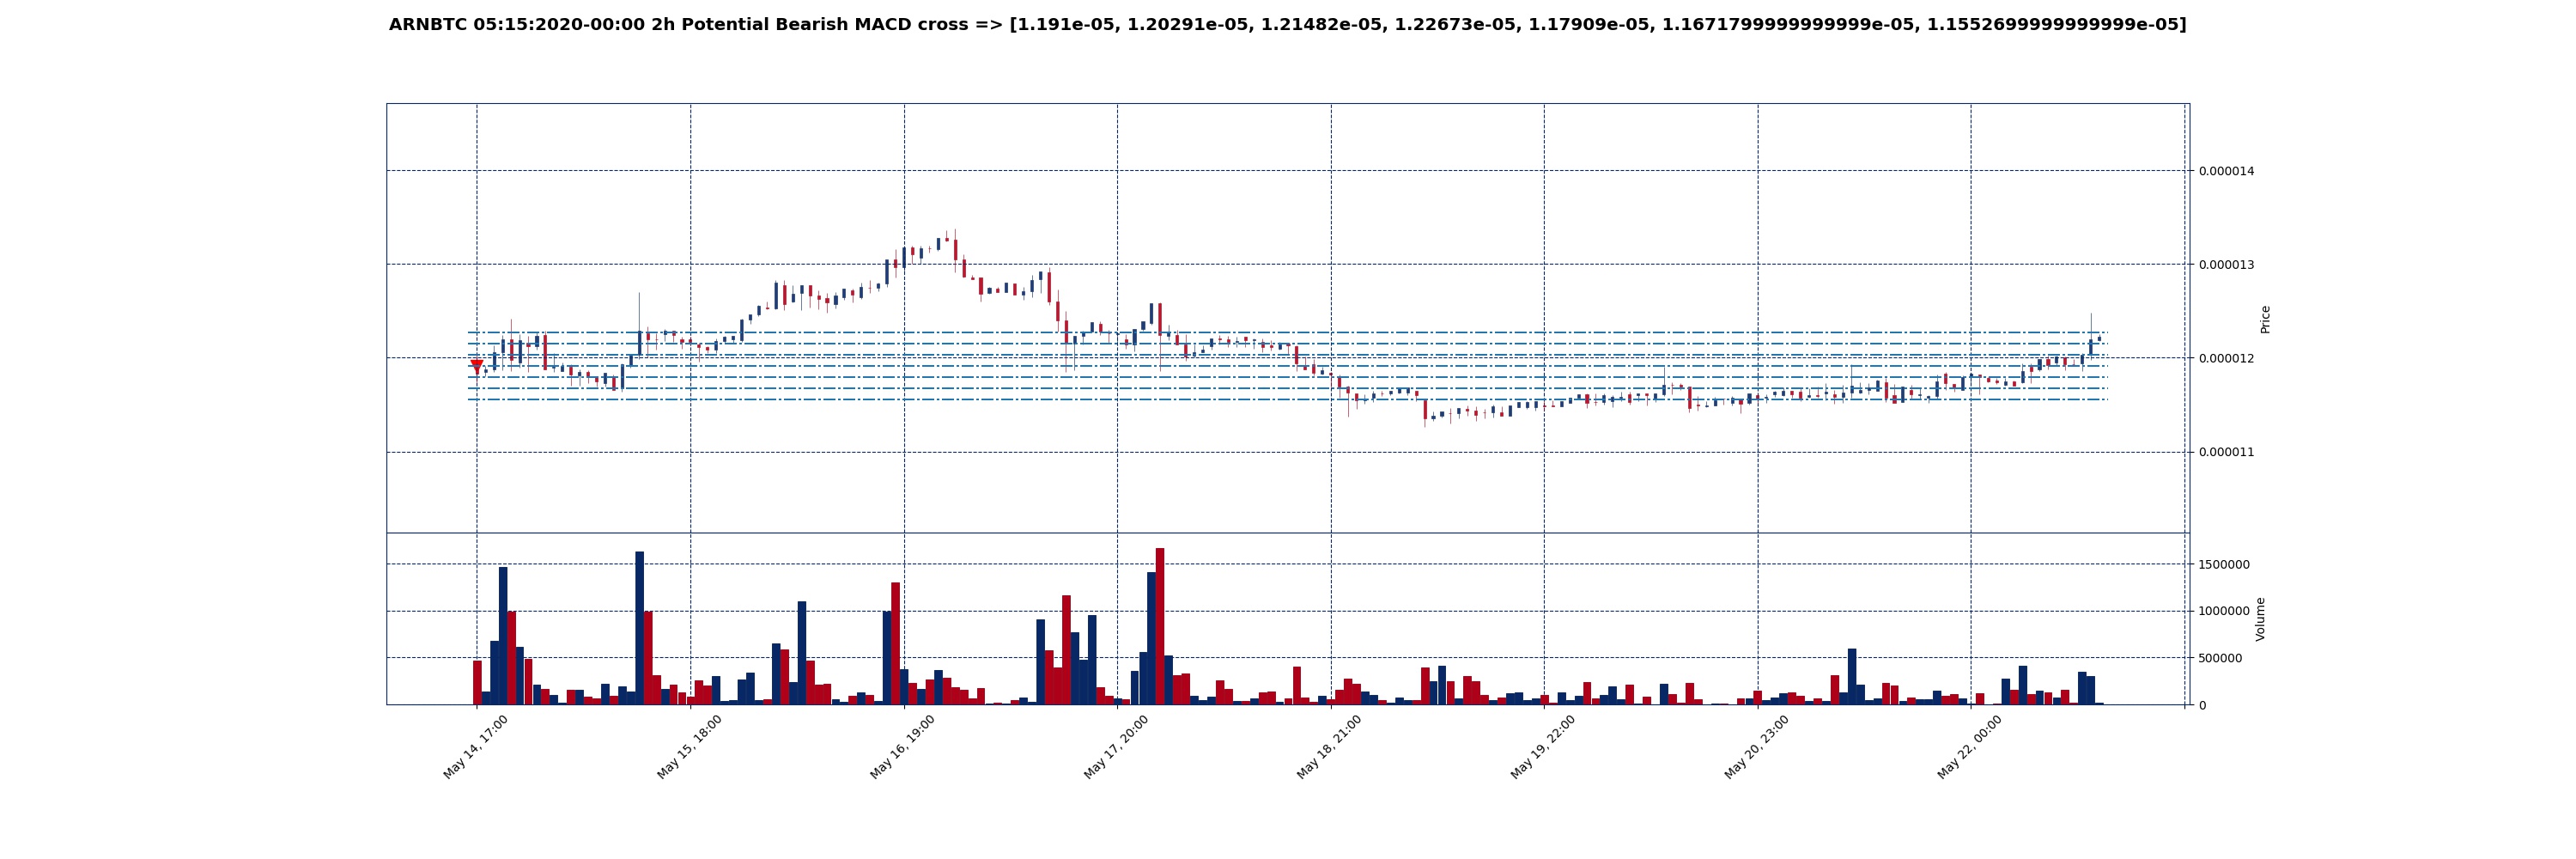 ARNBTC 05:15:2020-00:00 2h Potential Bearish MACD cross => [1.191e-05, 1.20291e-05, 1.21482e-05, 1.22673e-05, 1.17909e-05, 1.1671799999999999e-05, 1.1552699999999999e-05]
0.000014
0.000013
0.000012
0.000011
Price
1500000
1000000
500000
0
Volume
May 14, 17:00
May 15, 18:00
May 16, 19:00
May 17, 20:00
May 18, 21:00
May 19, 22:00
May 20, 23:00
May 22, 00:00